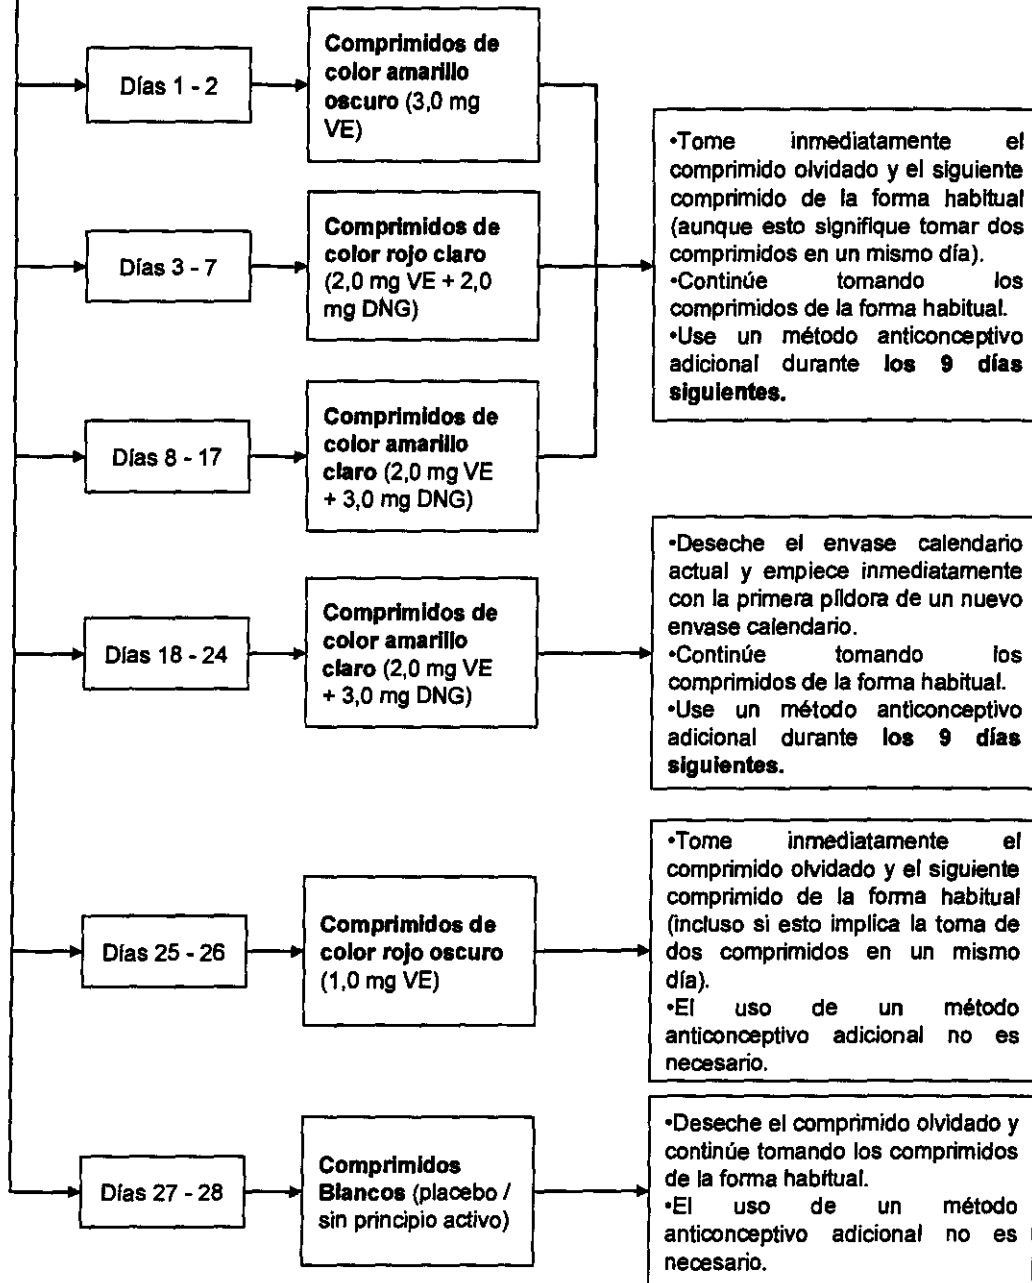 Días 1 - 2
Comprimidos de
color amarillo
oscuro (3,0 mg
VE)
Días 3 - 7
Comprimidos de
color rojo claro
(2,0 mg VE + 2,0
mg DNG)
Días 8 - 17
Comprimidos de
color amarillo
claro (2,0 mg VE
+ 3,0 mg DNG)
•Tome inmediatamente el
comprimido olvidado y el siguiente
comprimido de la forma habitual
(aunque esto signifique tomar dos
comprimidos en un mismo día).
•Continúe tomando los
comprimidos de la forma habitual.
•Use un método anticonceptivo
adicional durante los 9 días
siguientes.
Días 18 - 24
Comprimidos de
color amarillo
claro (2,0 mg VE
+ 3,0 mg DNG)
•Deseche el envase calendario
actual y empiece inmediatamente
con la primera píldora de un nuevo
envase calendario.
•Continúe tomando los
comprimidos de la forma habitual.
•Use un método anticonceptivo
adicional durante los 9 días
siguientes.
Días 25 - 26
Comprimidos de
color rojo oscuro
(1,0 mg VE)
•Tome inmediatamente el
comprimido olvidado y el siguiente
comprimido de la forma habitual
(incluso si esto implica la toma de
dos comprimidos en un mismo
día).
•El uso de un método
anticonceptivo adicional no es
necesario.
Días 27 - 28
Comprimidos
Blancos (placebo /
sin principio activo)
•Deseche el comprimido olvidado y
continúe tomando los comprimidos
de la forma habitual.
•El uso de un método
anticonceptivo adicional no es
necesario.